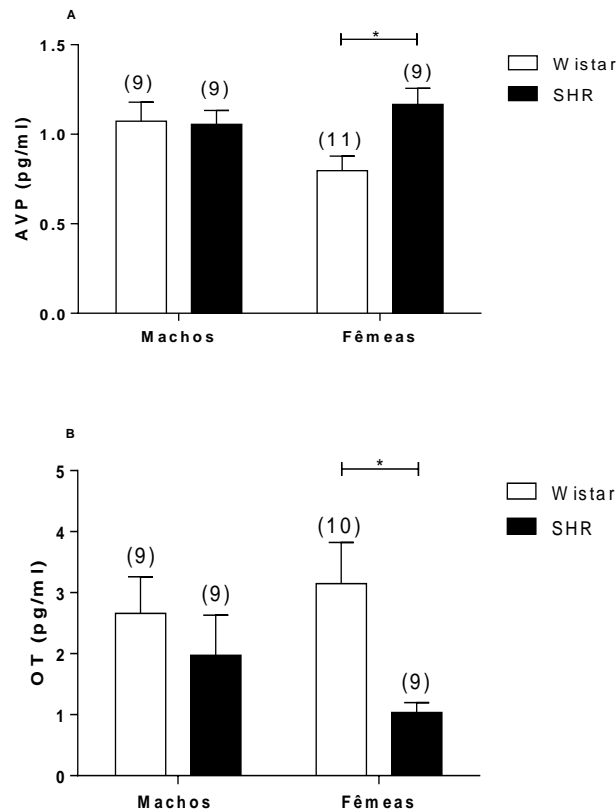 A
AVP (pg/ml)
1.5
1.0
0.5
0.0
(9)
(9)
(11)
(9)
*
Machos
Fêmeas
Wistar
SHR
B
OT (pg/ml)
5
4
3
2
1
0
(9)
(9)
(10)
(9)
*
Machos
Fêmeas
Wistar
SHR